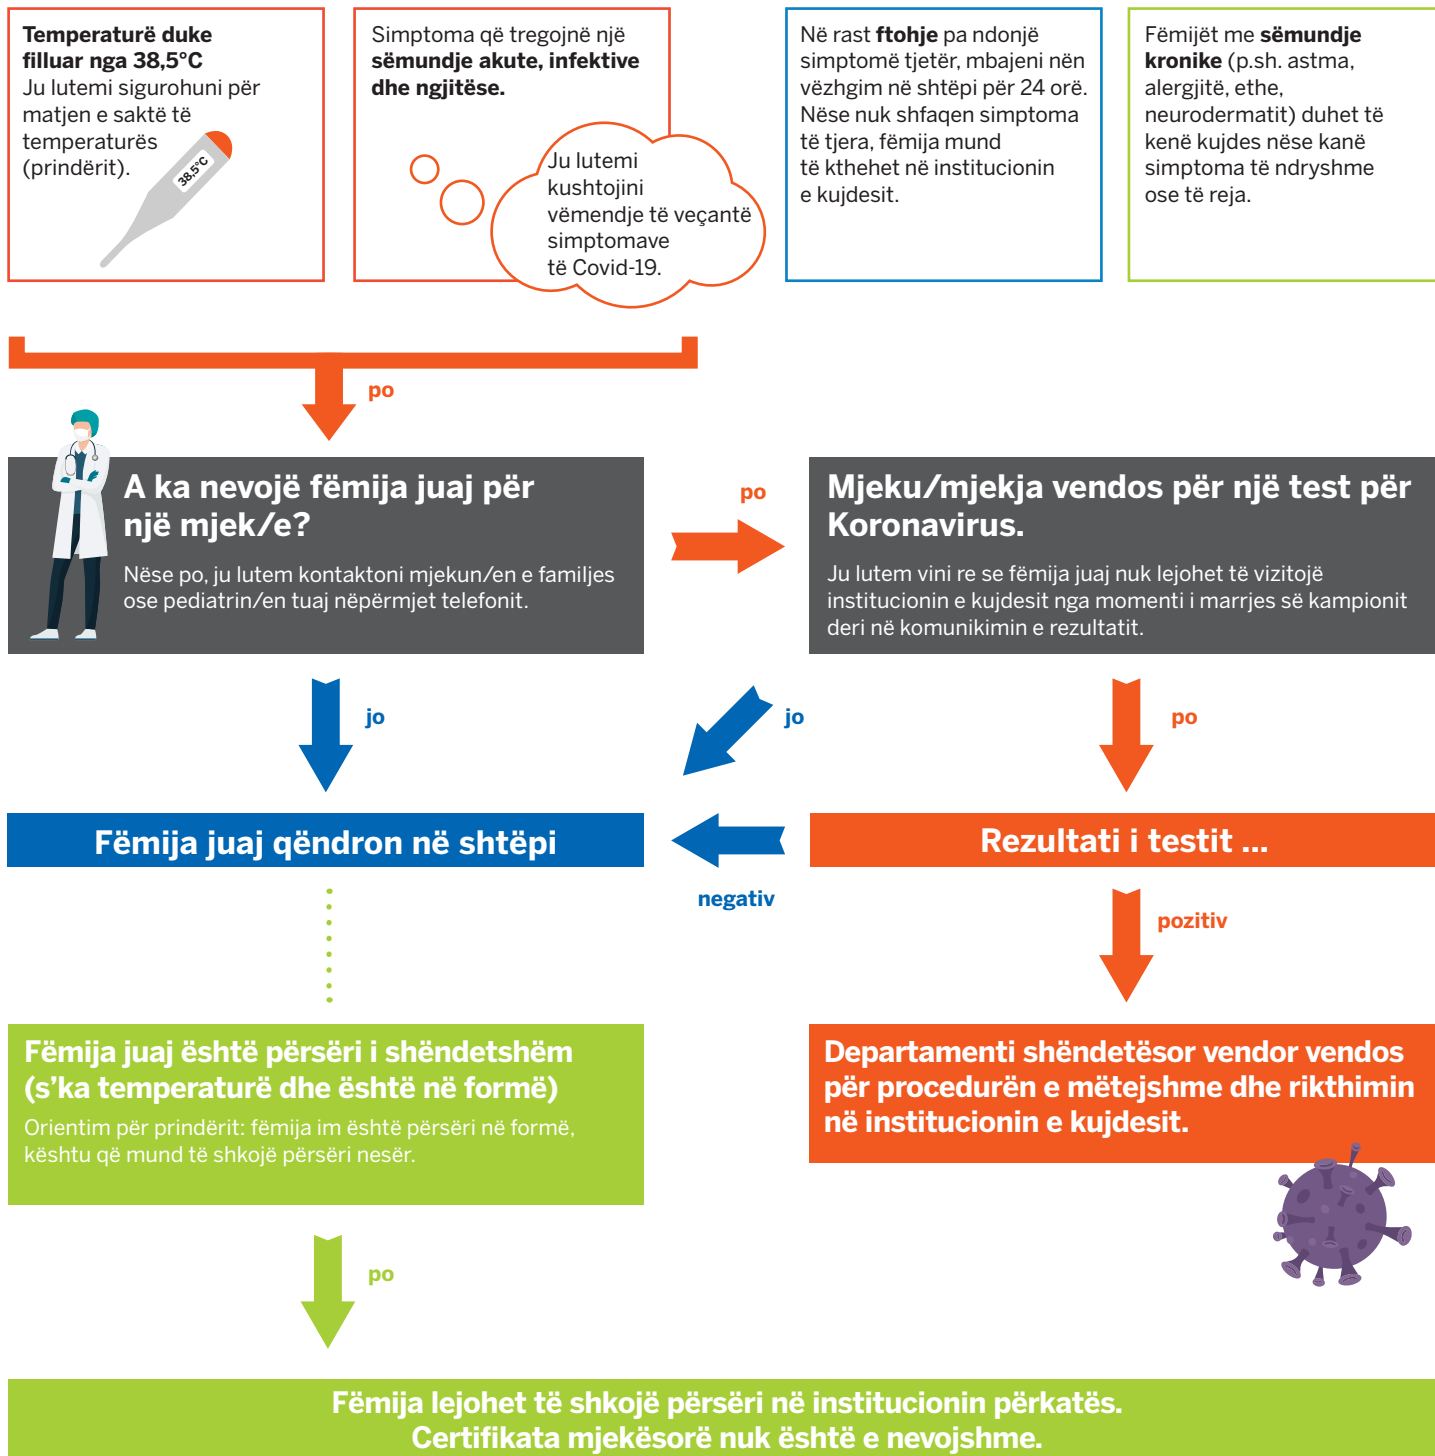 Temperaturë duke
filluar nga 38,5°C
Ju lutemi sigurohuni për
matjen e saktë të
temperaturës
(prindërit).
38,5°C
Simptoma që tregojnë një
sëmundje akute, infektive
dhe ngjitëse.
Ju lutemi
kushtojini
vëmendje të veçantë
simptomave
të Covid-19.
Në rast ftohje pa ndonjë
simptomë tjetër, mbajeni nën
vëzhgim në shtëpi për 24 orë.
Nëse nuk shfaqen simptoma
të tjera, fëmija mund
të kthehet në institucionin
e kujdesit.
Fëmijët me sëmundje
kronike (p.sh. astma,
alergjitë, ethe,
neurodermatit) duhet të
kenë kujdes nëse kanë
simptoma të ndryshme
ose të reja.
po
A ka nevojë fëmija juaj për
një mjek/e?
Nëse po, ju lutem kontaktoni mjekun/en e familjes
ose pediatrin/en tuaj nëpërmjet telefonit.
po
Mjeku/mjekja vendos për një test për
Koronavirus.
Ju lutem vini re se fëmija juaj nuk lejohet të vizitojë
institucionin e kujdesit nga momenti i marrjes së kampionit
deri në komunikimin e rezultatit.
jo
jo
po
Fëmija juaj qëndron në shtëpi
negativ
Rezultati i testit ...
pozitiv
Fëmija juaj është përsëri i shëndetshëm
(s’ka temperaturë dhe është në formë)
Orientim për prindërit: fëmija im është përsëri në formë,
kështu që mund të shkojë përsëri nesër.
Departamenti shëndetësor vendor vendos
për procedurën e mëtejshme dhe rikthimin
në institucionin e kujdesit.
po
Fëmija lejohet të shkojë përsëri në institucionin përkatës.
Certifikata mjekësorë nuk është e nevojshme.